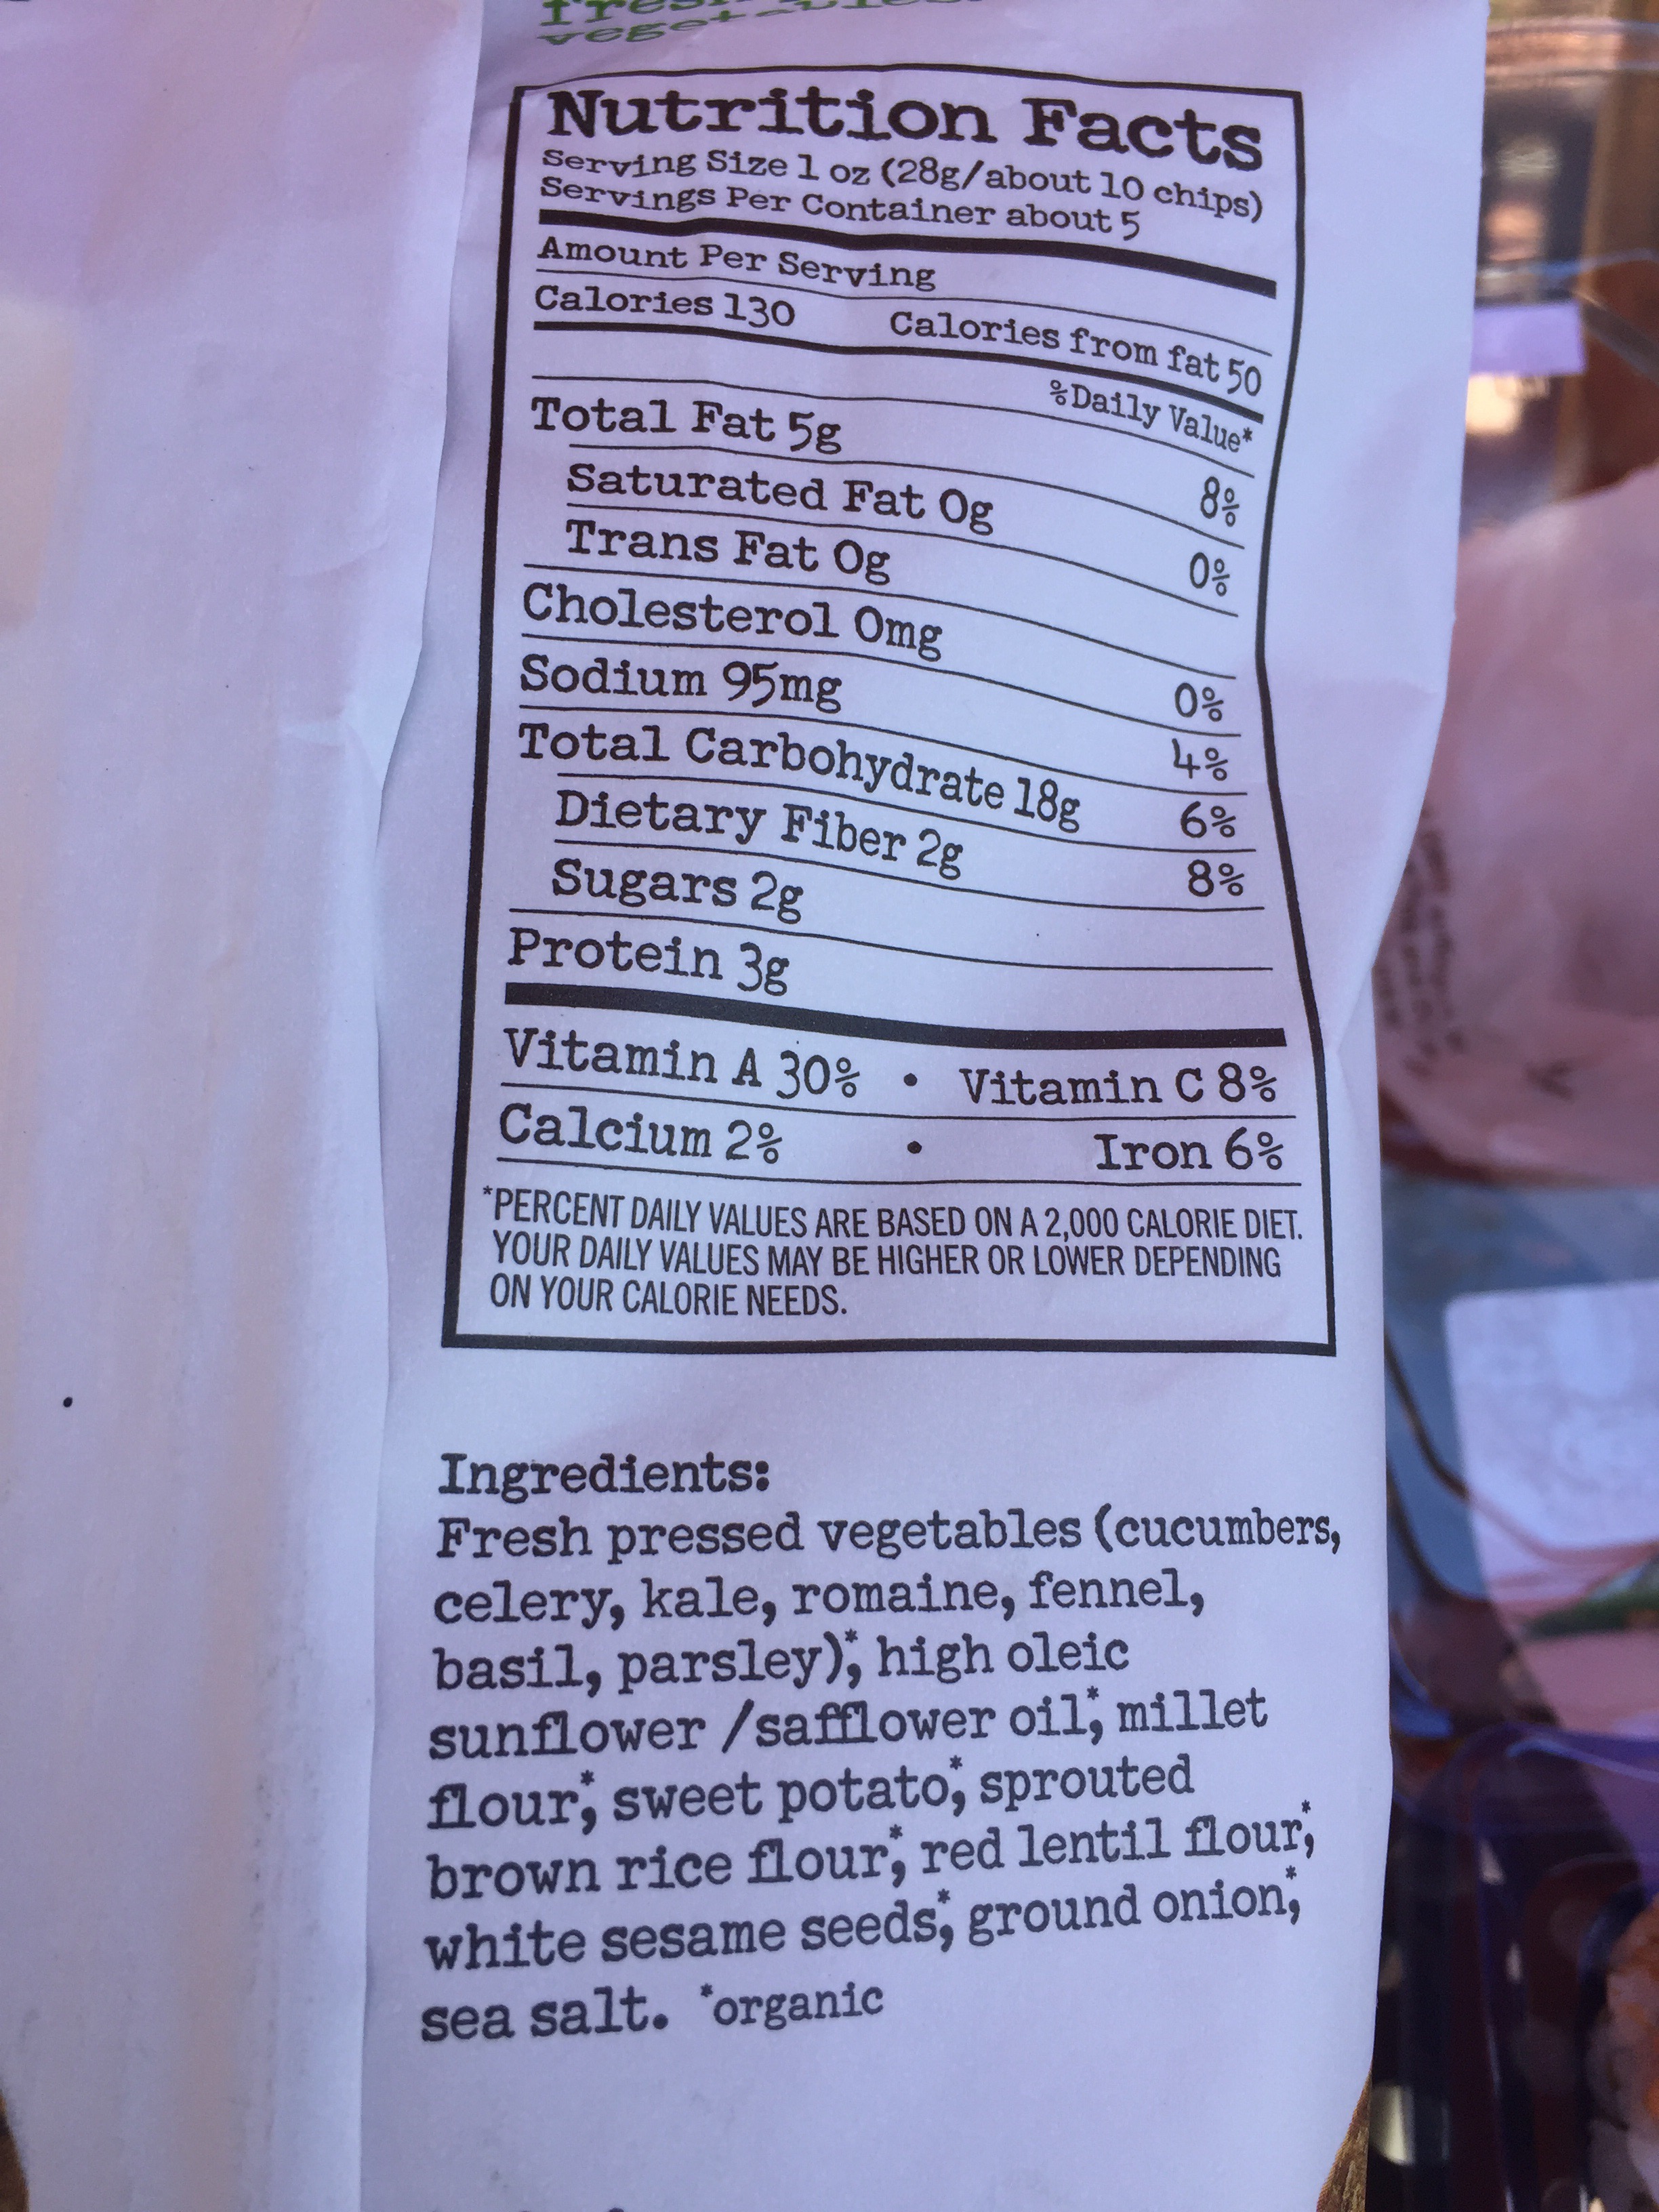 Nutrition Facts
Serving Size 1 oz (28g/about 10 chips)
Servings Per Container about 5
Amount Per Serving
Calories 130 Calories from fat 50
%Daily Value*
Total Fat 5g 8%
Saturated Fat 0g 0%
Trans Fat 0g
Cholesterol 0mg 0%
Sodium 95mg 4%
Total Carbohydrate 18g 6%
Dietary Fiber 2g 8%
Sugars 2g
Protein 3g
Vitamin A 30% • Vitamin C 8%
Calcium 2% • Iron 6%
*PERCENT DAILY VALUES ARE BASED ON A 2,000 CALORIE DIET.
YOUR DAILY VALUES MAY BE HIGHER OR LOWER DEPENDING
ON YOUR CALORIE NEEDS.
Ingredients:
Fresh pressed vegetables (cucumbers,
celery, kale, romaine, fennel,
basil, parsley)*, high oleic
sunflower /safflower oil*, millet
flour*, sweet potato*, sprouted
brown rice flour*, red lentil flour*,
white sesame seeds*, ground onion*,
sea salt. *organic